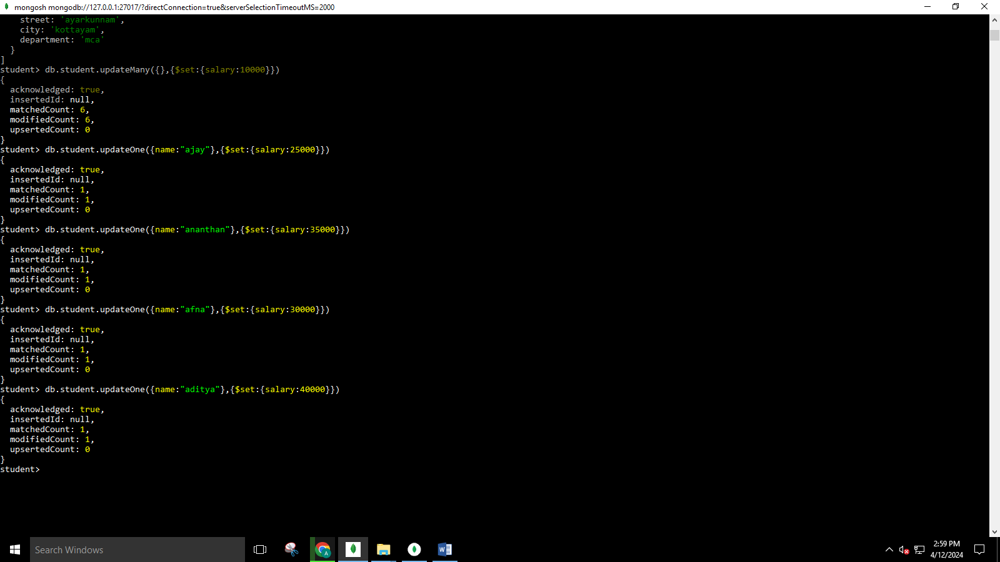 mongosh mongodb://127.0.0.1:27017/?directConnection=true&serverSelectionTimeoutMS=2000
    street: 'ayarkunnam',
    city: 'kottayam',
    department: 'mca'
  }
]
student> db.student.updateMany({},{$set:{salary:10000}})
{
  acknowledged: true,
  insertedId: null,
  matchedCount: 6,
  modifiedCount: 6,
  upsertedCount: 0
}
student> db.student.updateOne({name:"ajay"},{$set:{salary:25000}})
{
  acknowledged: true,
  insertedId: null,
  matchedCount: 1,
  modifiedCount: 1,
  upsertedCount: 0
}
student> db.student.updateOne({name:"ananthan"},{$set:{salary:35000}})
{
  acknowledged: true,
  insertedId: null,
  matchedCount: 1,
  modifiedCount: 1,
  upsertedCount: 0
}
student> db.student.updateOne({name:"afna"},{$set:{salary:30000}})
{
  acknowledged: true,
  insertedId: null,
  matchedCount: 1,
  modifiedCount: 1,
  upsertedCount: 0
}
student> db.student.updateOne({name:"aditya"},{$set:{salary:40000}})
{
  acknowledged: true,
  insertedId: null,
  matchedCount: 1,
  modifiedCount: 1,
  upsertedCount: 0
}
student>
Search Windows
A
W
2:59 PM
4/12/2024